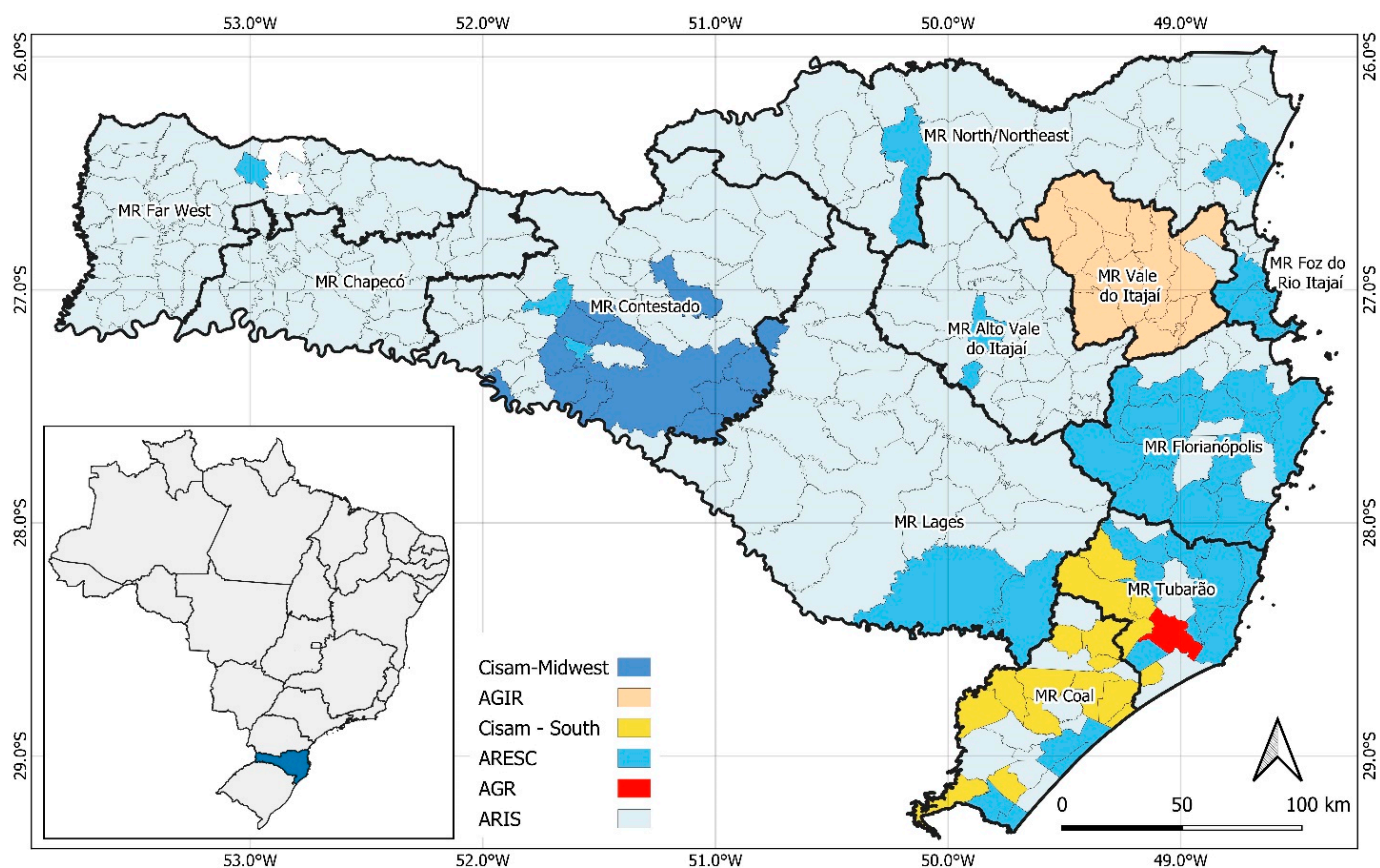 53.0°W
52.0°W
51.0°W
50.0°W
49.0°W
26.0°S
26.0°S
MR North/Northeast
MR Far West
MR Chapecó
MR Contestado
MR Vale
do Itajaí
MR Foz do
Rio Itajaí
27.0°S
27.0°S
MR Alto Vale
do Itajaí
MR Florianópolis
MR Lages
28.0°S
28.0°S
MR Tubarão
MR Coal
Cisam-Midwest
AGIR
Cisam - South
ARESC
AGR
ARIS
29.0°S
29.0°S
0 50 100 km
53.0°W
52.0°W
51.0°W
50.0°W
49.0°W